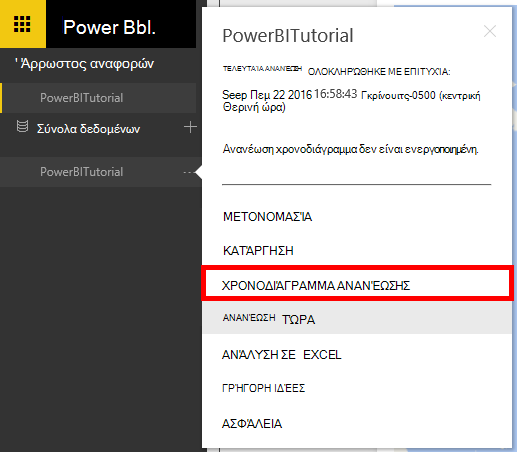 Power Bbl.
' Άρρωστος αναφορών
PowerBITutorial
Σύνολα δεδομένων
PowerBITutorial
PowerBITutorial
ΤΕΛΕΥΤΑΊΑ ΑΝΑΝΈΩΣΗ ΟΛΟΚΛΗΡΏΘΗΚΕ ΜΕ ΕΠΙΤΥΧΊΑ:
Seep Πεμ 22 2016 16:58:43 Γκρίνουιτς-0500 (κεντρική
Θερινή ώρα)
Ανανέωση χρονοδιάγραμμα δεν είναι ενεργοποιημένη.
ΜΕΤΟΝΟΜΑΣΊΑ
ΚΑΤΆΡΓΗΣΗ
ΧΡΟΝΟΔΙΆΓΡΑΜΜΑ ΑΝΑΝΈΩΣΗΣ
ΑΝΑΝΈΩΣΗ ΤΏΡΑ
ΑΝΆΛΥΣΗ ΣΕ EXCEL
ΓΡΉΓΟΡΗ ΙΔΈΕΣ
ΑΣΦΆΛΕΙΑ